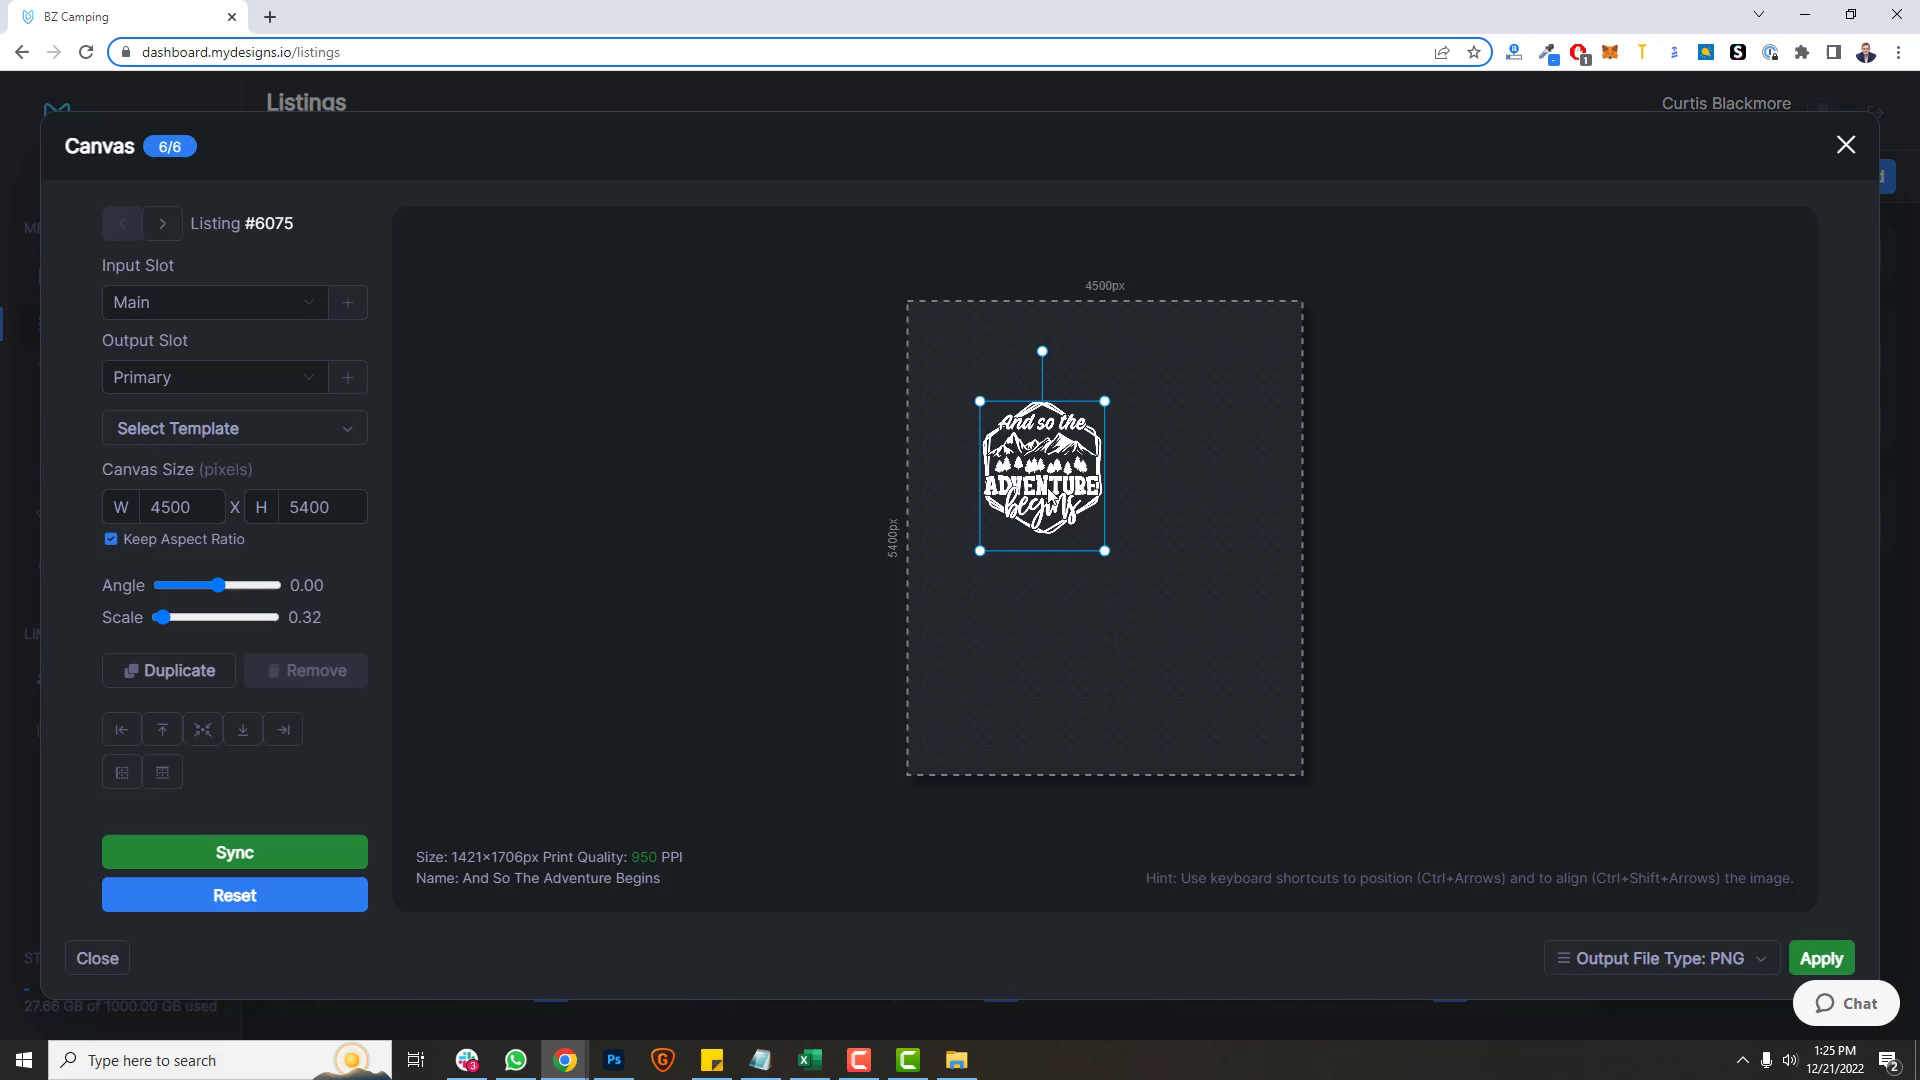 BZ Camping
dashboard.mydesigns.io/listings
Listings
Curtis Blackmore
Canvas 6/6
Listing #6075
Input Slot
Main
Output Slot
Primary
Select Template
Canvas Size (pixels)
W 4500 X H 5400
Keep Aspect Ratio
Angle 0.00
Scale 0.32
Duplicate Remove
Sync
Reset
4500px
5400px
And so the
ADVENTURE
begins
Size: 1421×1706px Print Quality: 950 PPI
Name: And So The Adventure Begins
Hint: Use keyboard shortcuts to position (Ctrl+Arrows) and to align (Ctrl+Shift+Arrows) the image.
Close
Output File Type: PNG
Apply
27.66 GB of 1000.00 GB used
Chat
Type here to search
1:25 PM
12/21/2022